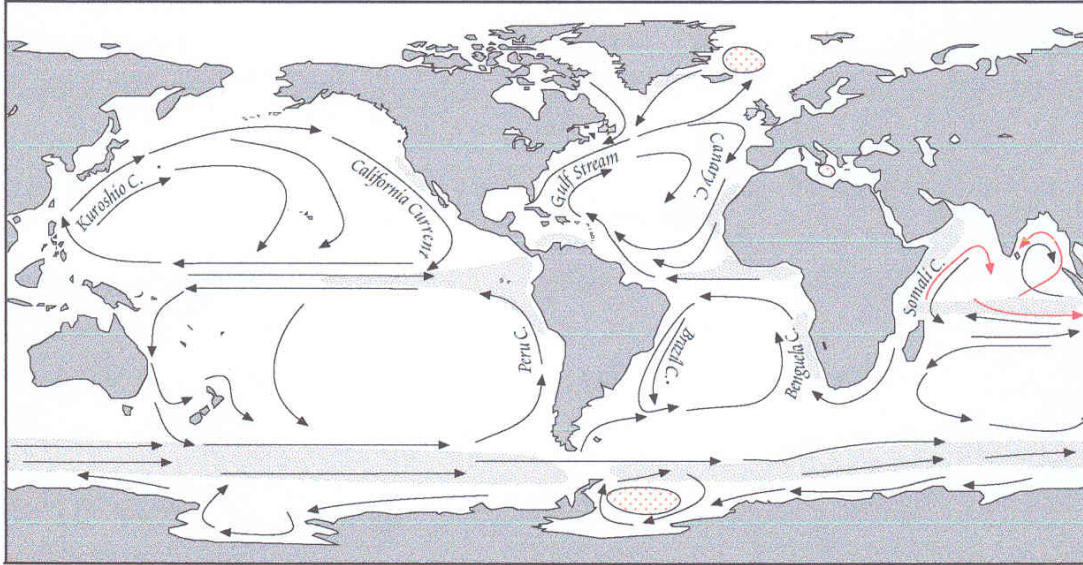 Kuroshio C.
California Current
Gulf Stream
Canary C.
Somali C.
Peru C.
Brazil C.
Benguela C.